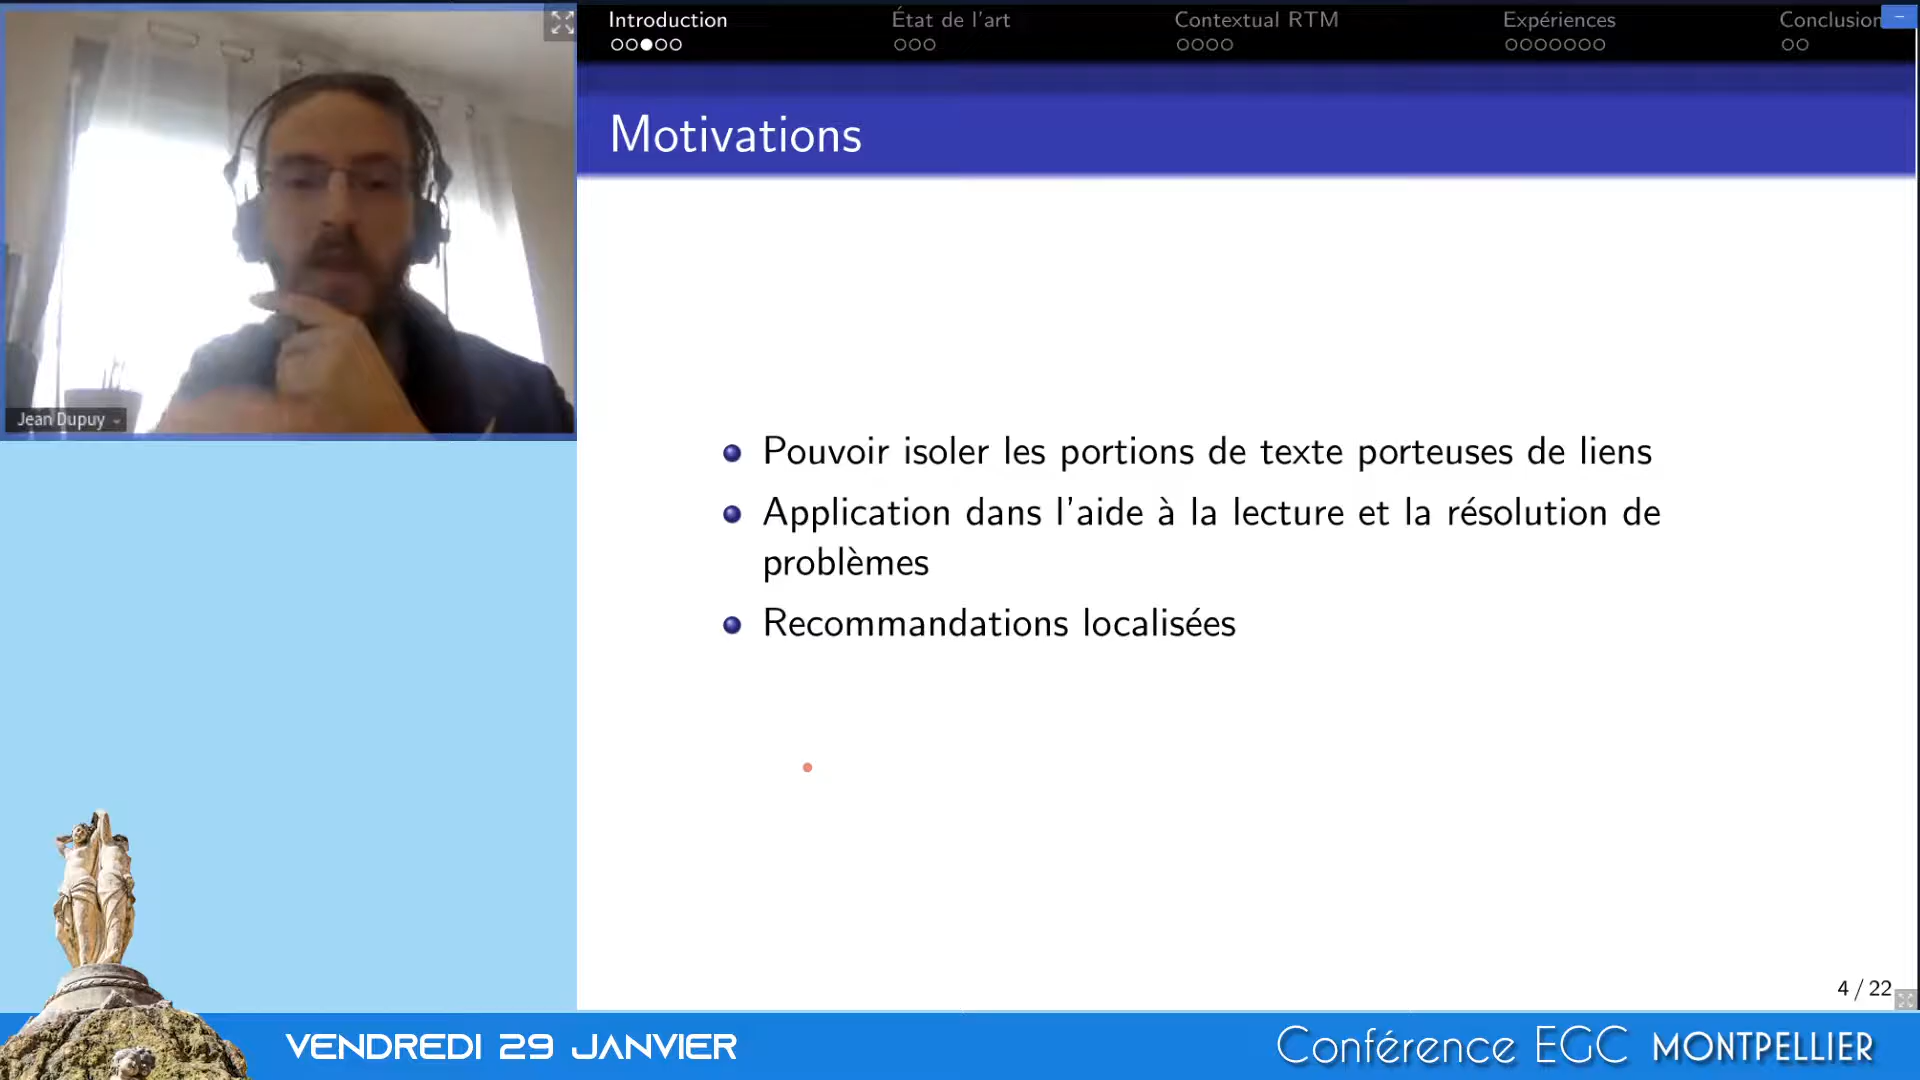 Introduction
État de l'art
Contextual RTM
Expériences
Conclusion
Motivations
Jean Dupuy
Pouvoir isoler les portions de texte porteuses de liens
Application dans l'aide à la lecture et la résolution de
problèmes
Recommandations localisées
4 / 22
VENDREDI 29 JANVIER
Conférence EGC MONTPELLIER